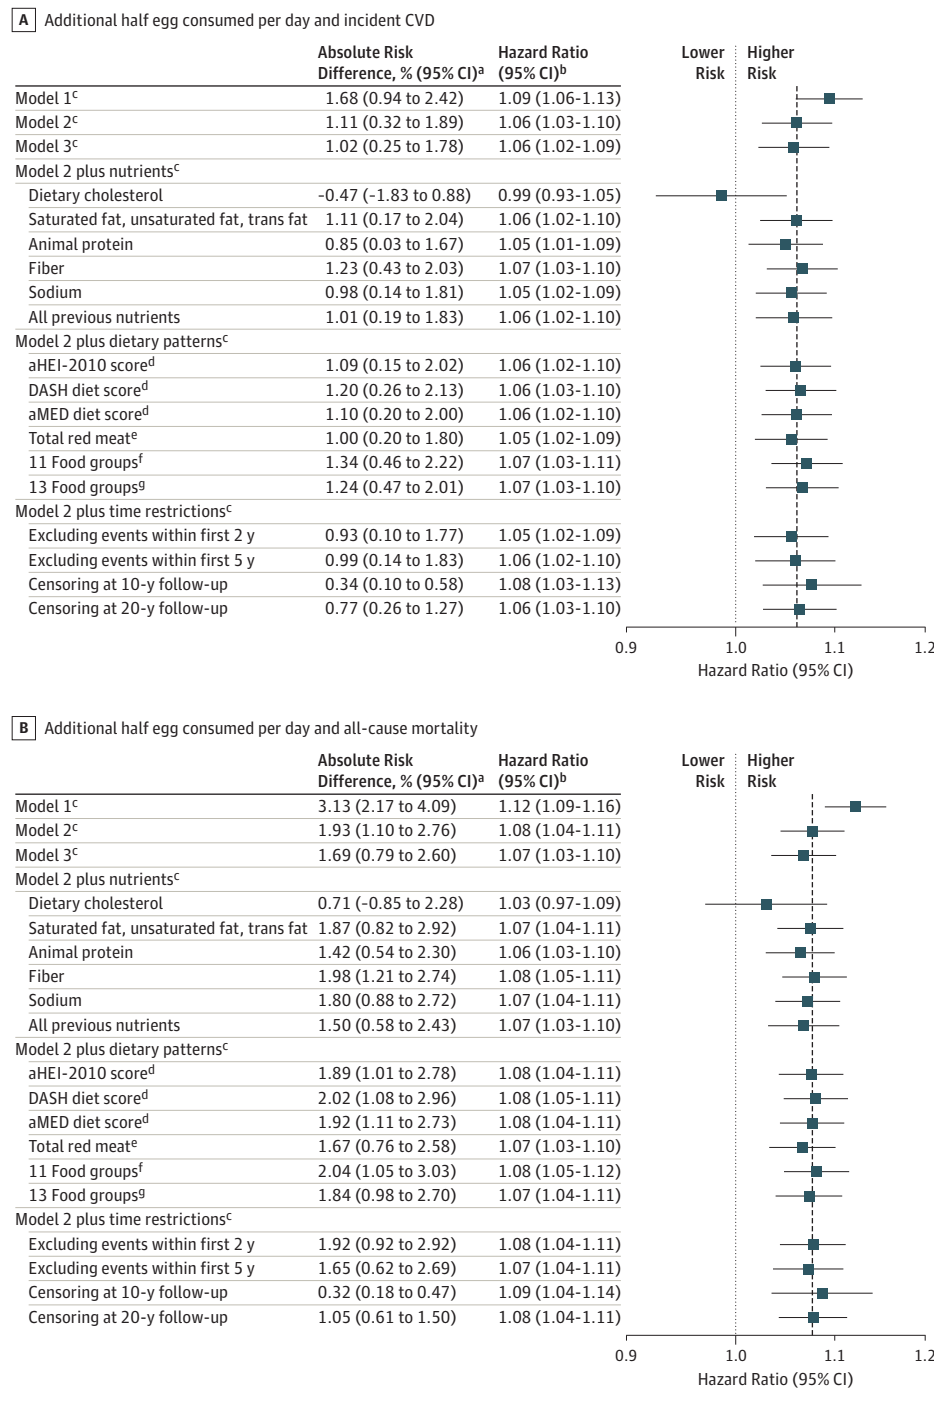 A Additional half egg consumed per day and incident CVD
Absolute Risk Difference, % (95% CI)a Hazard Ratio (95% CI)b Lower Risk Higher Risk
Model 1c 1.68 (0.94 to 2.42) 1.09 (1.06-1.13)
Model 2c 1.11 (0.32 to 1.89) 1.06 (1.03-1.10)
Model 3c 1.02 (0.25 to 1.78) 1.06 (1.02-1.09)
Model 2 plus nutrientsc
Dietary cholesterol -0.47 (-1.83 to 0.88) 0.99 (0.93-1.05)
Saturated fat, unsaturated fat, trans fat 1.11 (0.17 to 2.04) 1.06 (1.02-1.10)
Animal protein 0.85 (0.03 to 1.67) 1.05 (1.01-1.09)
Fiber 1.23 (0.43 to 2.03) 1.07 (1.03-1.10)
Sodium 0.98 (0.14 to 1.81) 1.05 (1.02-1.09)
All previous nutrients 1.01 (0.19 to 1.83) 1.06 (1.02-1.10)
Model 2 plus dietary patternsc
aHEI-2010 scored 1.09 (0.15 to 2.02) 1.06 (1.02-1.10)
DASH diet scored 1.20 (0.26 to 2.13) 1.06 (1.03-1.10)
aMED diet scored 1.10 (0.20 to 2.00) 1.06 (1.02-1.10)
Total red meate 1.00 (0.20 to 1.80) 1.05 (1.02-1.09)
11 Food groupsf 1.34 (0.46 to 2.22) 1.07 (1.03-1.11)
13 Food groupsg 1.24 (0.47 to 2.01) 1.07 (1.03-1.10)
Model 2 plus time restrictionsc
Excluding events within first 2 y 0.93 (0.10 to 1.77) 1.05 (1.02-1.09)
Excluding events within first 5 y 0.99 (0.14 to 1.83) 1.06 (1.02-1.10)
Censoring at 10-y follow-up 0.34 (0.10 to 0.58) 1.08 (1.03-1.13)
Censoring at 20-y follow-up 0.77 (0.26 to 1.27) 1.06 (1.03-1.10)
0.9 1.0 1.1 1.2
Hazard Ratio (95% CI)
B Additional half egg consumed per day and all-cause mortality
Absolute Risk Difference, % (95% CI)a Hazard Ratio (95% CI)b Lower Risk Higher Risk
Model 1c 3.13 (2.17 to 4.09) 1.12 (1.09-1.16)
Model 2c 1.93 (1.10 to 2.76) 1.08 (1.04-1.11)
Model 3c 1.69 (0.79 to 2.60) 1.07 (1.03-1.10)
Model 2 plus nutrientsc
Dietary cholesterol 0.71 (-0.85 to 2.28) 1.03 (0.97-1.09)
Saturated fat, unsaturated fat, trans fat 1.87 (0.82 to 2.92) 1.07 (1.04-1.11)
Animal protein 1.42 (0.54 to 2.30) 1.06 (1.03-1.10)
Fiber 1.98 (1.21 to 2.74) 1.08 (1.05-1.11)
Sodium 1.80 (0.88 to 2.72) 1.07 (1.04-1.11)
All previous nutrients 1.50 (0.58 to 2.43) 1.07 (1.03-1.10)
Model 2 plus dietary patternsc
aHEI-2010 scored 1.89 (1.01 to 2.78) 1.08 (1.04-1.11)
DASH diet scored 2.02 (1.08 to 2.96) 1.08 (1.05-1.11)
aMED diet scored 1.92 (1.11 to 2.73) 1.08 (1.04-1.11)
Total red meate 1.67 (0.76 to 2.58) 1.07 (1.03-1.10)
11 Food groupsf 2.04 (1.05 to 3.03) 1.08 (1.05-1.12)
13 Food groupsg 1.84 (0.98 to 2.70) 1.07 (1.04-1.11)
Model 2 plus time restrictionsc
Excluding events within first 2 y 1.92 (0.92 to 2.92) 1.08 (1.04-1.11)
Excluding events within first 5 y 1.65 (0.62 to 2.69) 1.07 (1.04-1.11)
Censoring at 10-y follow-up 0.32 (0.18 to 0.47) 1.09 (1.04-1.14)
Censoring at 20-y follow-up 1.05 (0.61 to 1.50) 1.08 (1.04-1.11)
0.9 1.0 1.1 1.2
Hazard Ratio (95% CI)